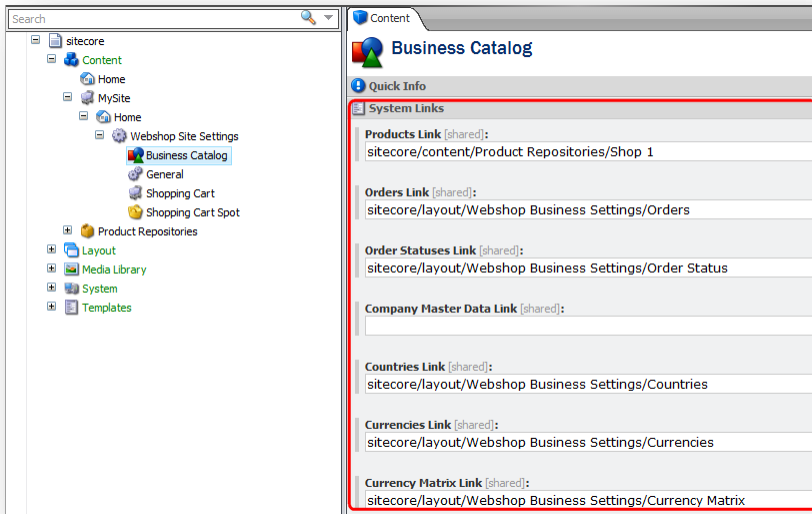 Search
sitecore
Content
Home
MySite
Home
Webshop Site Settings
Business Catalog
General
Shopping Cart
Shopping Cart Spot
Product Repositories
Layout
Media Library
System
Templates
Content
Business Catalog
Quick Info
System Links
Products Link [shared]:
sitecore/content/Product Repositories/Shop 1
Orders Link [shared]:
sitecore/layout/Webshop Business Settings/Orders
Order Statuses Link [shared]:
sitecore/layout/Webshop Business Settings/Order Status
Company Master Data Link [shared]:
Countries Link [shared]:
sitecore/layout/Webshop Business Settings/Countries
Currencies Link [shared]:
sitecore/layout/Webshop Business Settings/Currencies
Currency Matrix Link [shared]:
sitecore/layout/Webshop Business Settings/Currency Matrix